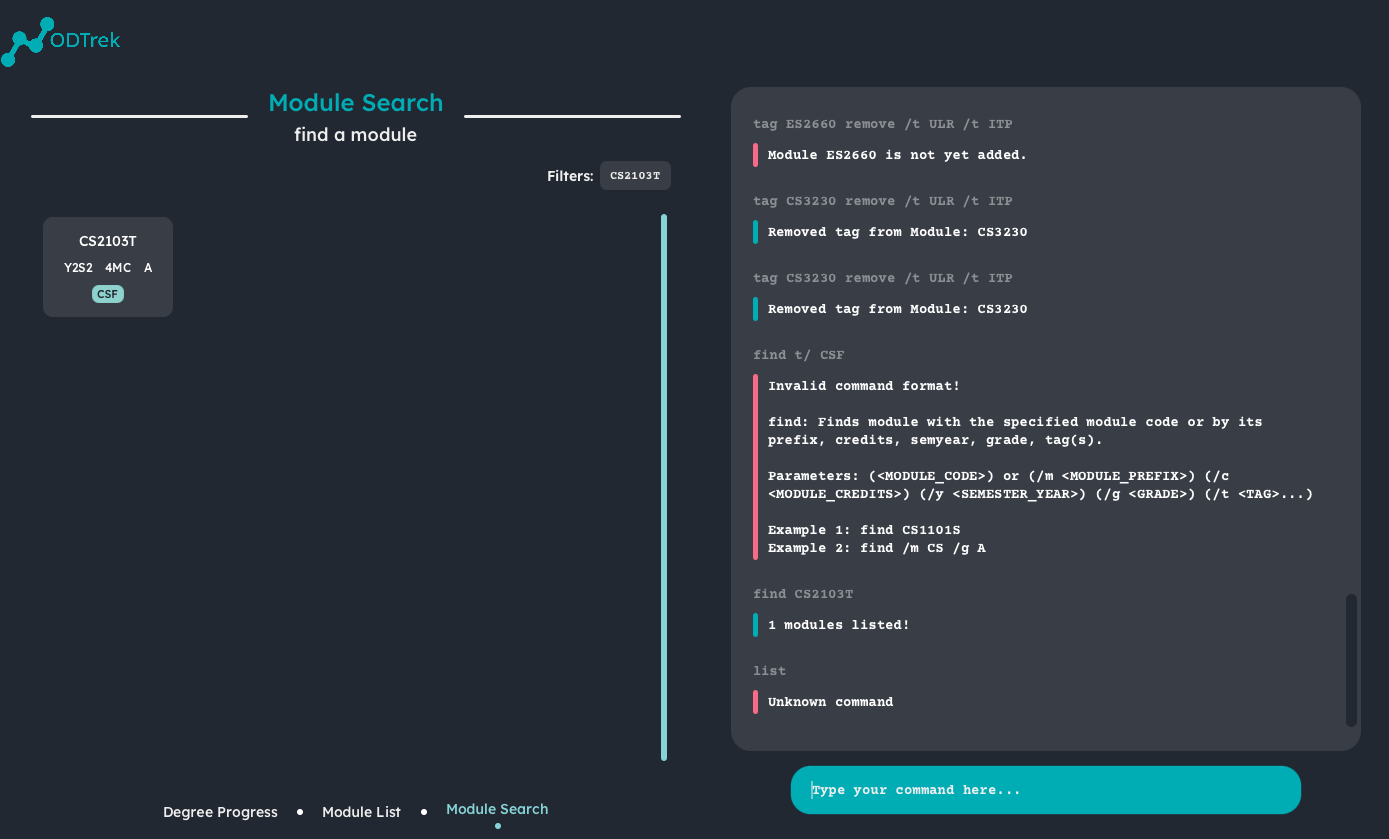 ODTrek
Module Search
find a module
Filters: CS2103T
CS2103T
Y2S2 4MC A
CSF
Degree Progress
Module List
Module Search
tag ES2660 remove /t ULR /t ITP
Module ES2660 is not yet added.
tag CS3230 remove /t ULR /t ITP
Removed tag from Module: CS3230
tag CS3230 remove /t ULR /t ITP
Removed tag from Module: CS3230
find t/ CSF
Invalid command format!
find: Finds module with the specified module code or by its
prefix, credits, semyear, grade, tag(s).
Parameters: (<MODULE_CODE>) or (/m <MODULE_PREFIX>) (/c
<MODULE_CREDITS>) (/y <SEMESTER_YEAR>) (/g <GRADE>) (/t <TAG>...)
Example 1: find CS1101S
Example 2: find /m CS /g A
find CS2103T
1 modules listed!
list
Unknown command
Type your command here...